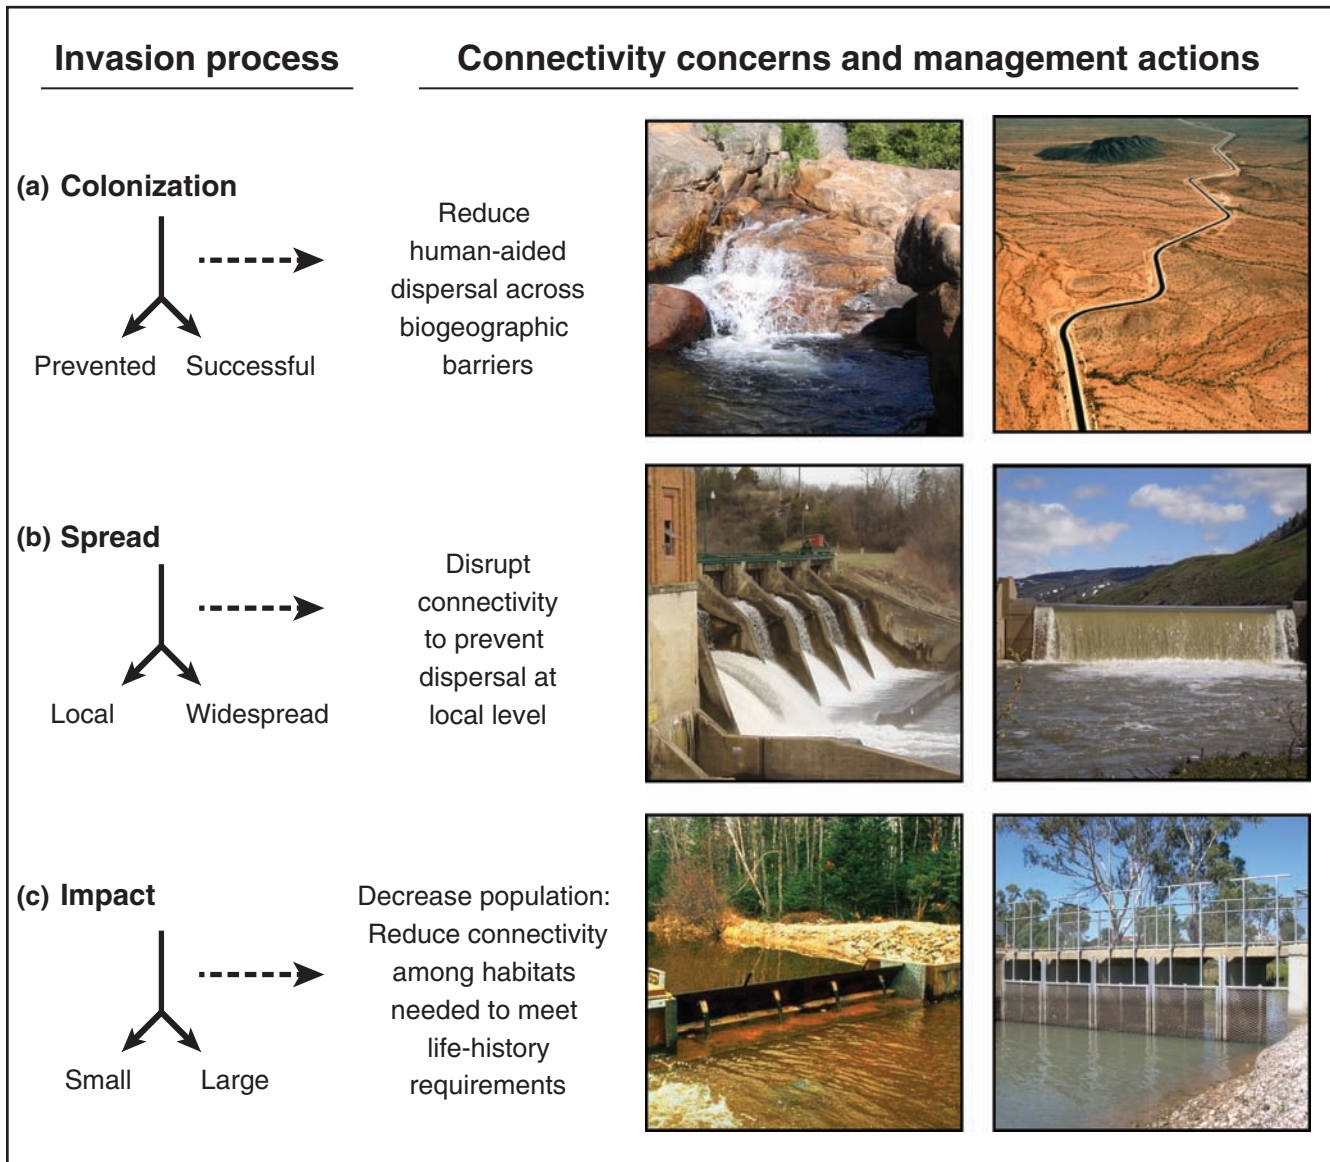 Invasion process
Connectivity concerns and management actions
(a) Colonization
Prevented
Successful
Reduce
human-aided
dispersal across
biogeographic
barriers
(b) Spread
Local
Widespread
Disrupt
connectivity
to prevent
dispersal at
local level
(c) Impact
Small
Large
Decrease population:
Reduce connectivity
among habitats
needed to meet
life-history
requirements